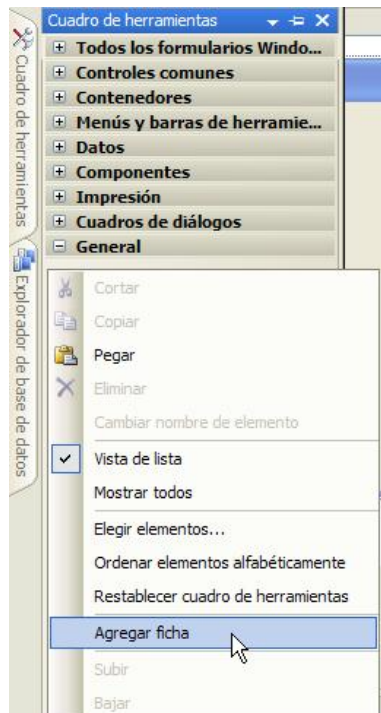 Cuadro de herramientas
Todos los formularios Windo...
Controles comunes
Contenedores
Menús y barras de herramie...
Datos
Componentes
Impresión
Cuadros de diálogos
General
Cuadro de herramientas
Explorador de base de datos
Cortar
Copiar
Pegar
Eliminar
Cambiar nombre de elemento
Vista de lista
Mostrar todos
Elegir elementos...
Ordenar elementos alfabéticamente
Restablecer cuadro de herramientas
Agregar ficha
Subir
Bajar